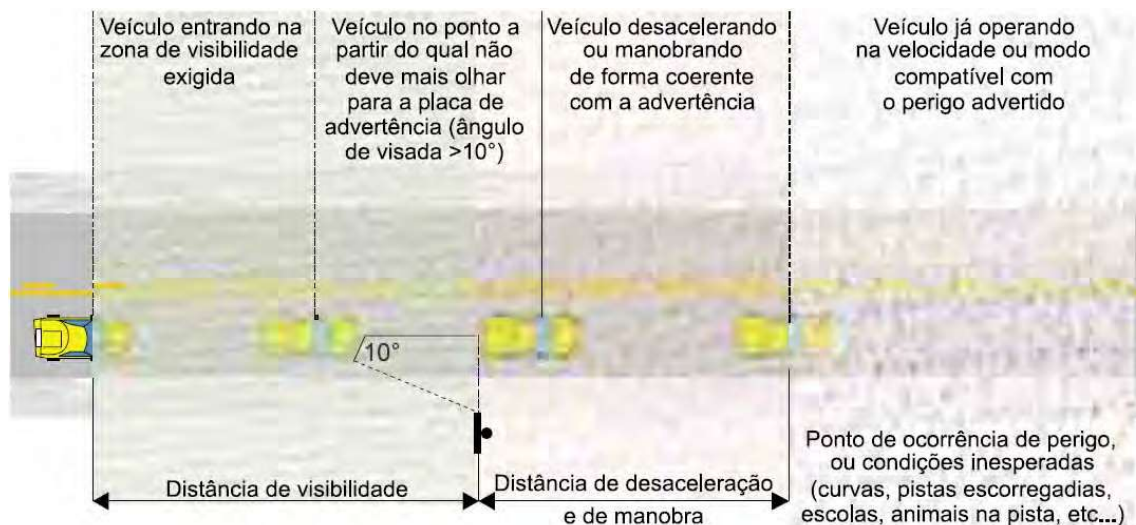 Veículo entrando na
zona de visibilidade
exigida
Veículo no ponto a
partir do qual não
deve mais olhar
para a placa de
advertência (ângulo
de visada >10°)
Veículo desacelerando
ou manobrando
de forma coerente
com a advertência
Veículo já operando
na velocidade ou modo
compatível com
o perigo advertido
10°
Distância de visibilidade
Distância de desaceleração
e de manobra
Ponto de ocorrência de perigo,
ou condições inesperadas
(curvas, pistas escorregadias,
escolas, animais na pista, etc...)